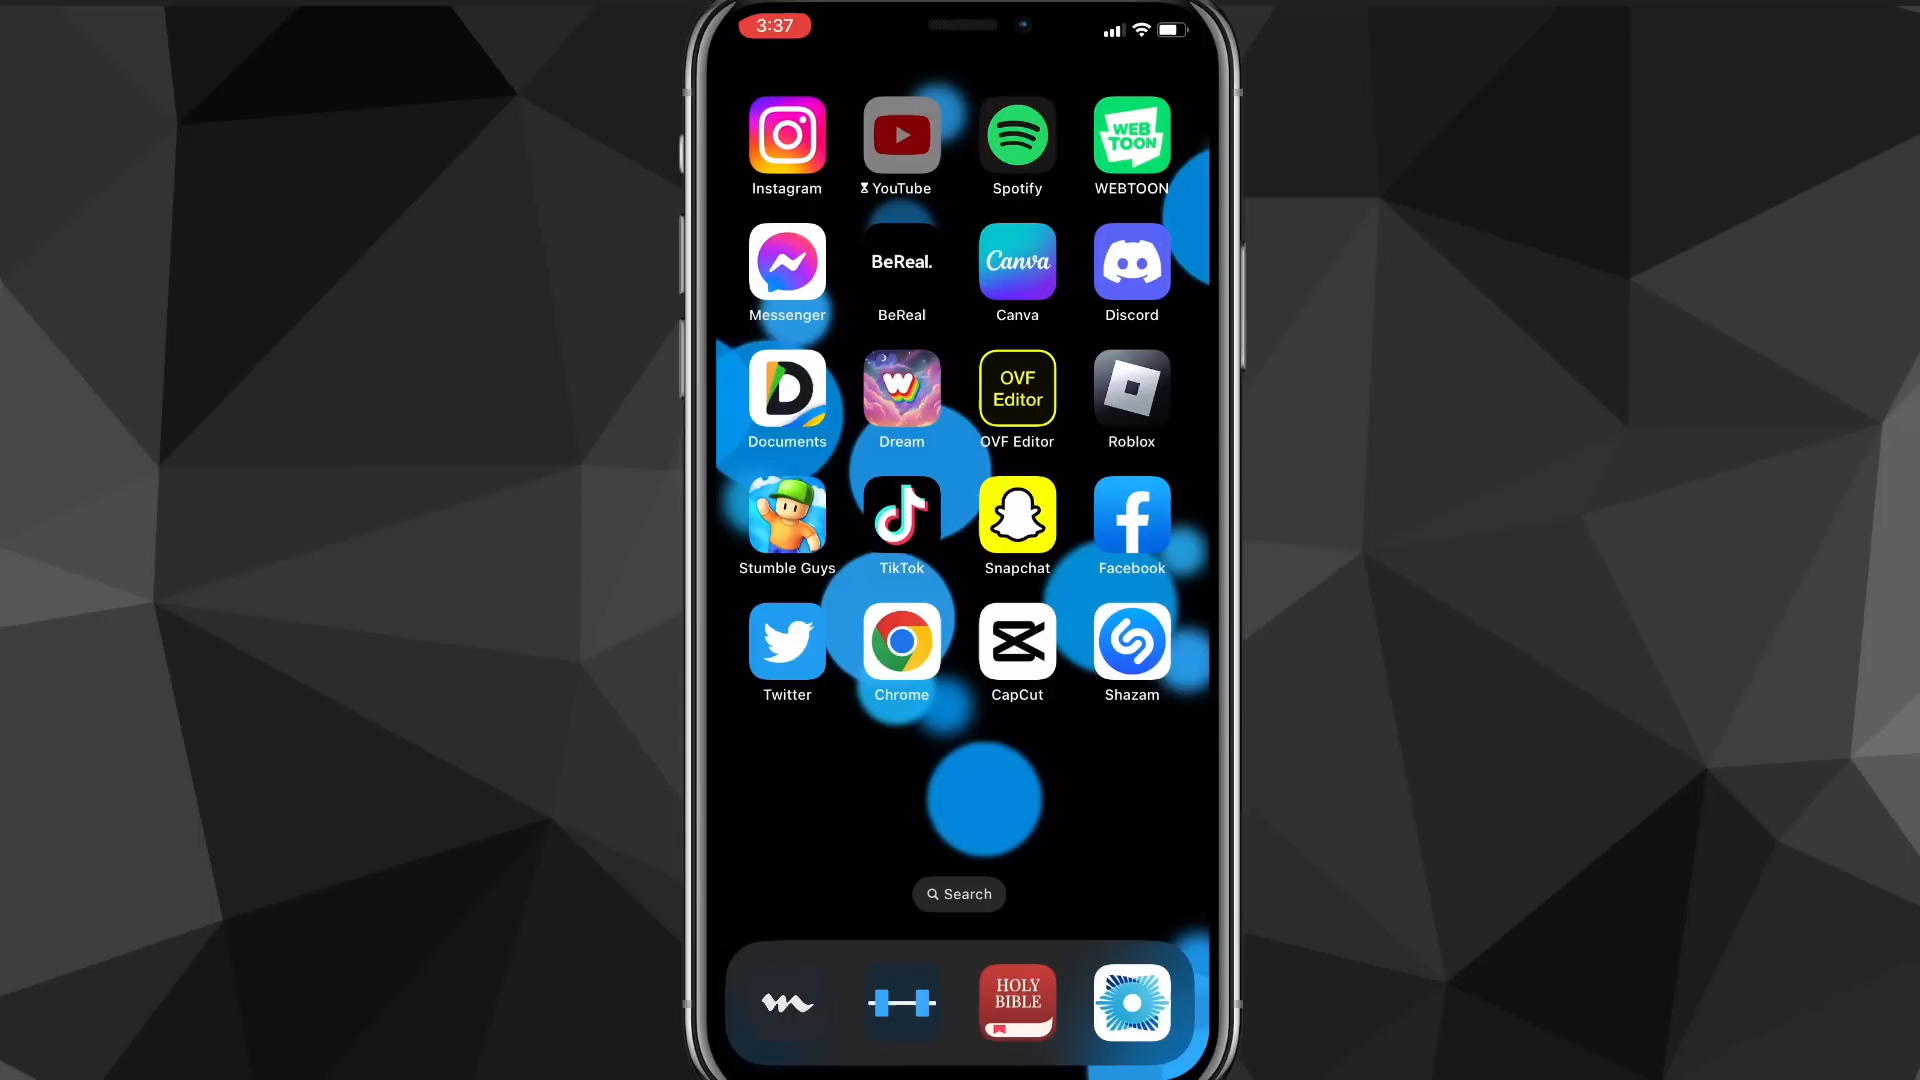 3:37
Instagram
YouTube
Spotify
WEB
TOON
WEBTOON
Messenger
BeReal.
BeReal
Canva
Canva
Discord
Documents
W
Dream
OVF
Editor
OVF Editor
Roblox
Stumble Guys
TikTok
Snapchat
Facebook
Twitter
Chrome
CapCut
Shazam
Search
HOLY
BIBLE